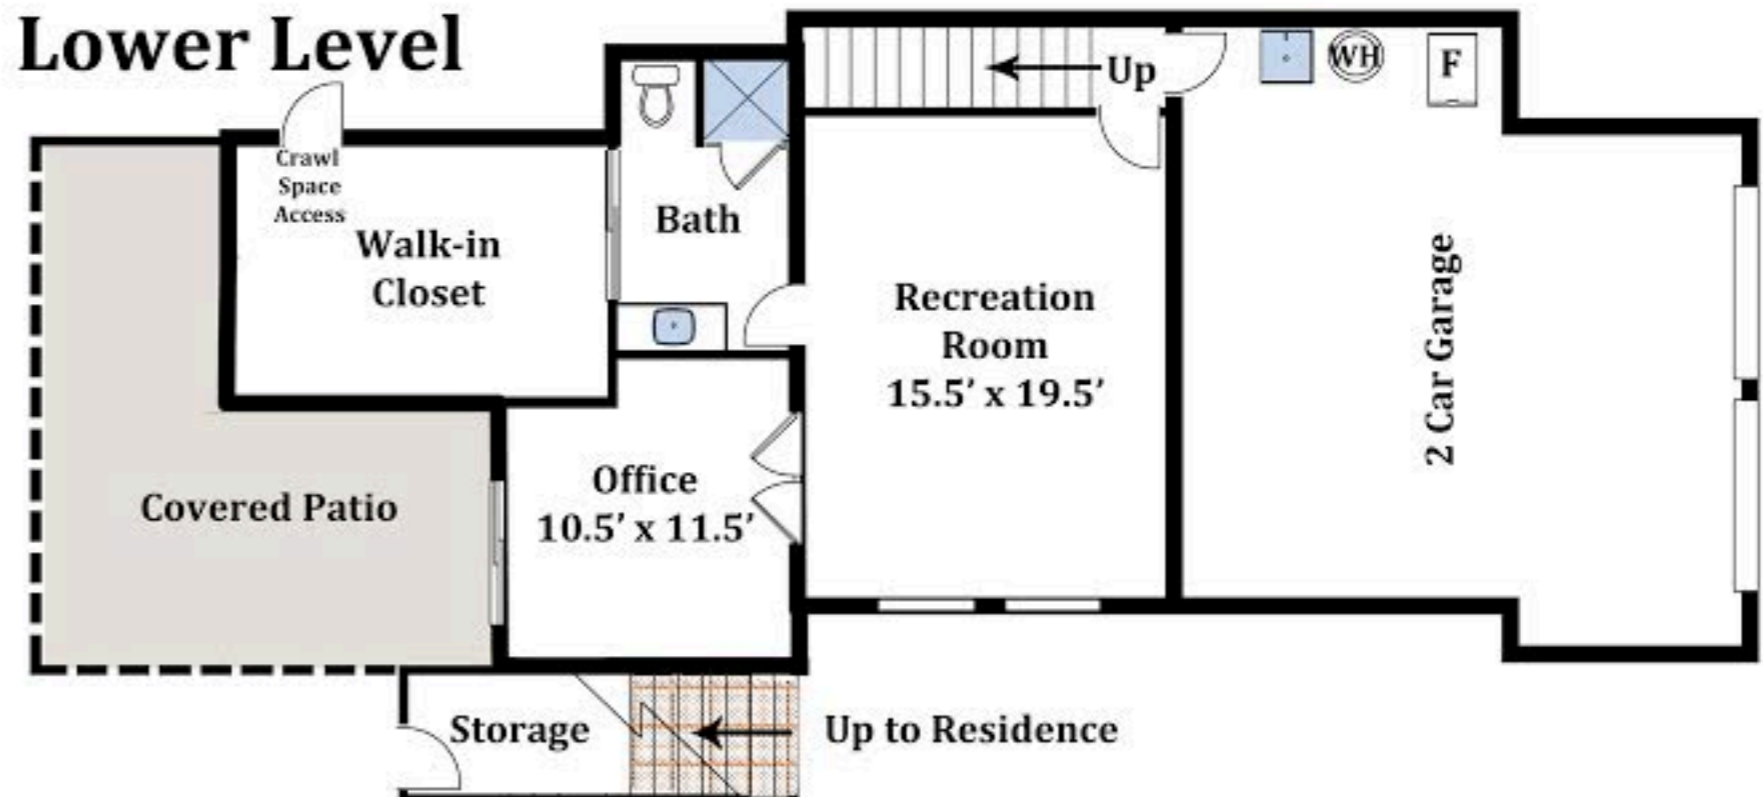 Lower Level
Up
WH
F
Crawl
Space
Access
Walk-in
Closet
Bath
Recreation
Room
15.5’ x 19.5’
2 Car Garage
Office
10.5’ x 11.5’
Covered Patio
Storage
Up to Residence